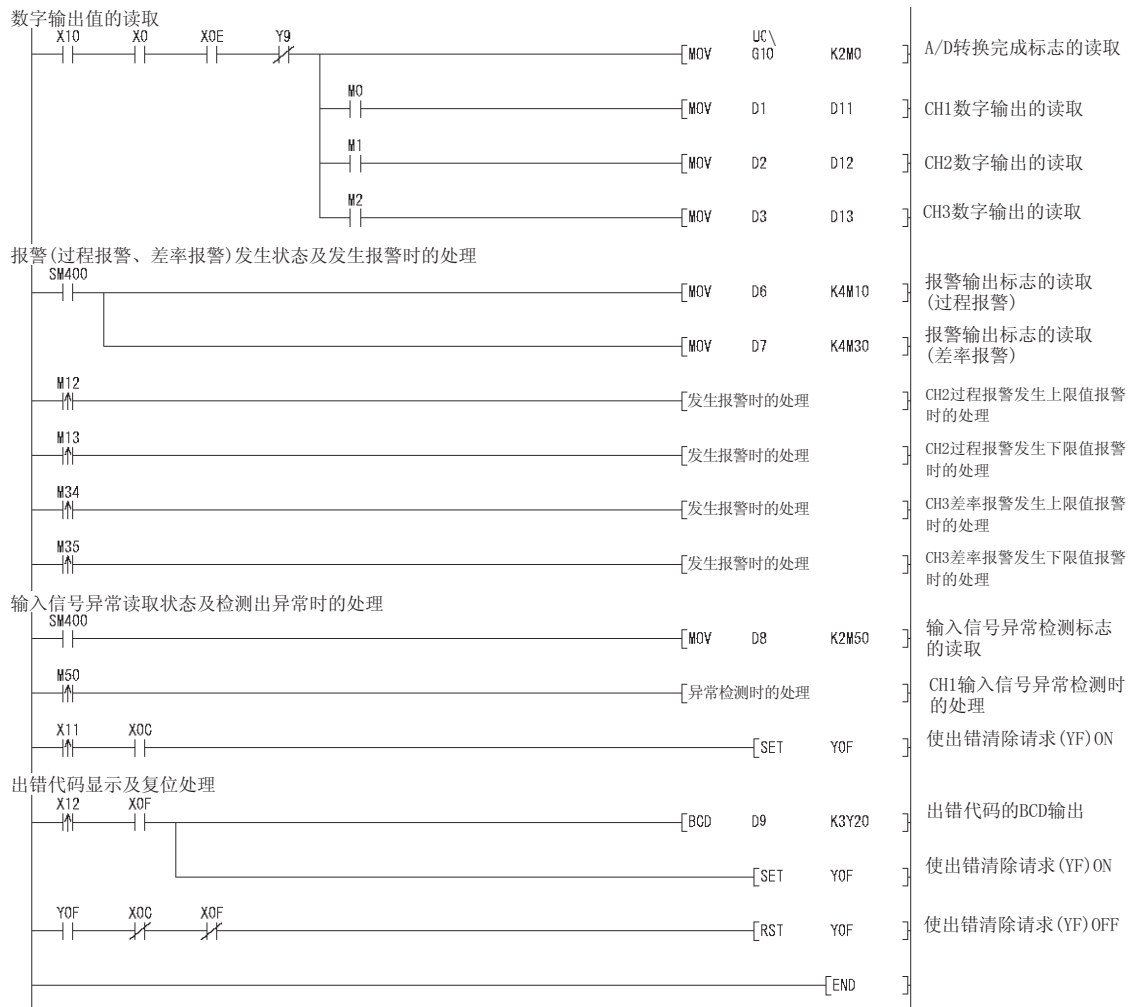 数字输出值的读取
X10 X0 X0E Y9
U0\
[MOV G10 K2M0 ] A/D转换完成标志的读取
M0
[MOV D1 D11 ] CH1数字输出的读取
M1
[MOV D2 D12 ] CH2数字输出的读取
M2
[MOV D3 D13 ] CH3数字输出的读取
报警(过程报警、差率报警)发生状态及发生报警时的处理
SM400
[MOV D6 K4M10 ] 报警输出标志的读取
(过程报警)
[MOV D7 K4M30 ] 报警输出标志的读取
(差率报警)
M12
[发生报警时的处理 ] CH2过程报警发生上限值报警
时的处理
M13
[发生报警时的处理 ] CH2过程报警发生下限值报警
时的处理
M34
[发生报警时的处理 ] CH3差率报警发生上限值报警
时的处理
M35
[发生报警时的处理 ] CH3差率报警发生下限值报警
时的处理
输入信号异常读取状态及检测出异常时的处理
SM400
[MOV D8 K2M50 ] 输入信号异常检测标志
的读取
M50
[异常检测时的处理 ] CH1输入信号异常检测时
的处理
X11 X0C
[SET Y0F ] 使出错清除请求(YF)ON
出错代码显示及复位处理
X12 X0F
[BCD D9 K3Y20 ] 出错代码的BCD输出
[SET Y0F ] 使出错清除请求(YF)ON
Y0F X0C X0F
[RST Y0F ] 使出错清除请求(YF)OFF
[END ]